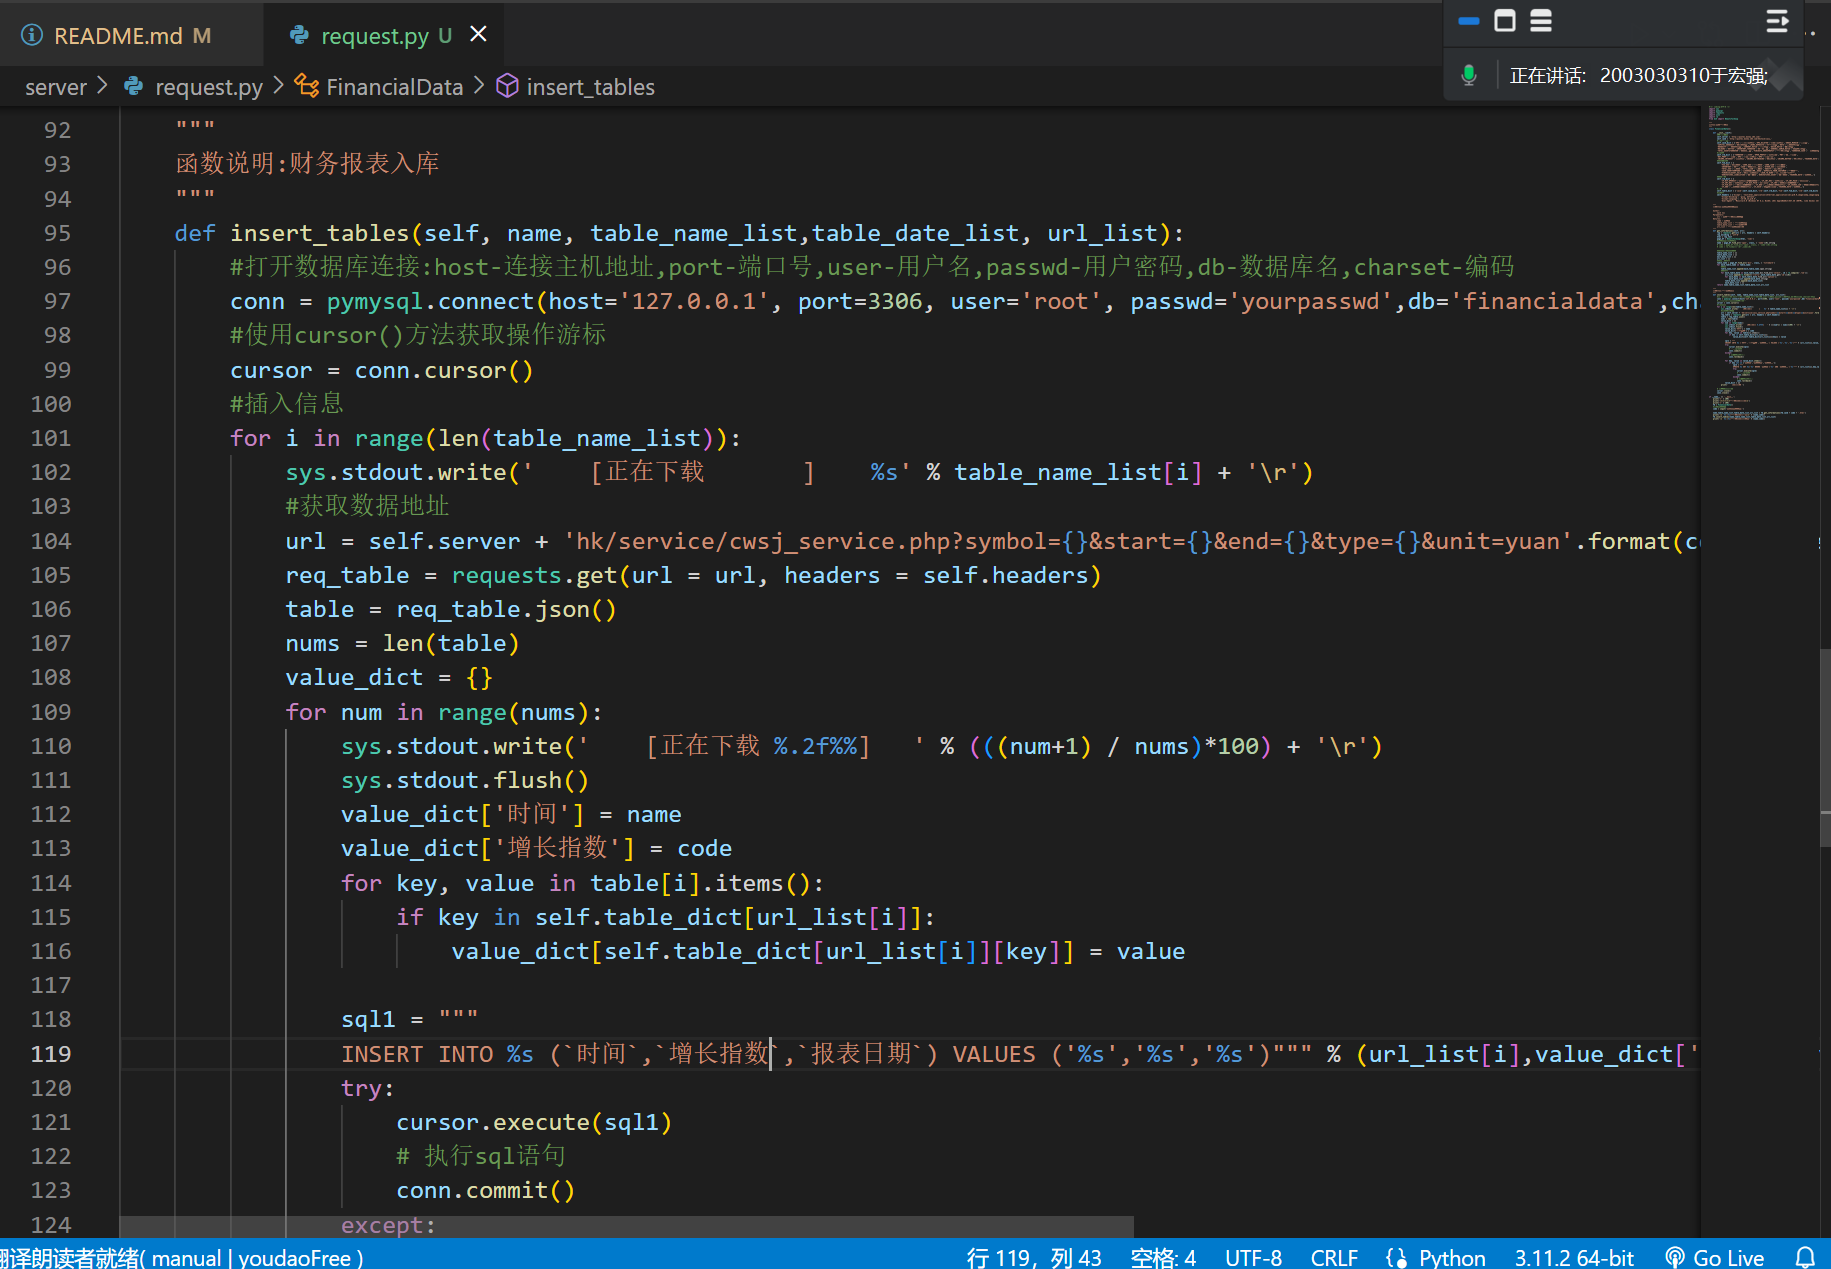 README.md M
request.py U
正在讲话: 2003030310于宏强;
server > request.py > FinancialData > insert_tables
92 """
93 函数说明:财务报表入库
94 """
95 def insert_tables(self, name, table_name_list,table_date_list, url_list):
96 #打开数据库连接:host-连接主机地址,port-端口号,user-用户名,passwd-用户密码,db-数据库名,charset-编码
97 conn = pymysql.connect(host='127.0.0.1', port=3306, user='root', passwd='yourpasswd',db='financialdata',cha
98 #使用cursor()方法获取操作游标
99 cursor = conn.cursor()
100 #插入信息
101 for i in range(len(table_name_list)):
102 sys.stdout.write('    [正在下载       ]    %s' % table_name_list[i] + '\r')
103 #获取数据地址
104 url = self.server + 'hk/service/cwsj_service.php?symbol={}&start={}&end={}&type={}&unit=yuan'.format(co
105 req_table = requests.get(url = url, headers = self.headers)
106 table = req_table.json()
107 nums = len(table)
108 value_dict = {}
109 for num in range(nums):
110 sys.stdout.write('    [正在下载 %.2f%%]   ' % (((num+1) / nums)*100) + '\r')
111 sys.stdout.flush()
112 value_dict['时间'] = name
113 value_dict['增长指数'] = code
114 for key, value in table[i].items():
115 if key in self.table_dict[url_list[i]]:
116 value_dict[self.table_dict[url_list[i]][key]] = value
117
118 sql1 = """
119 INSERT INTO %s (`时间`,`增长指数`,`报表日期`) VALUES ('%s','%s','%s')""" % (url_list[i],value_dict['
120 try:
121 cursor.execute(sql1)
122 # 执行sql语句
123 conn.commit()
124 except:
翻译朗读者就绪( manual | youdaoFree ) 行 119，列 43 空格: 4 UTF-8 CRLF Python 3.11.2 64-bit Go Live